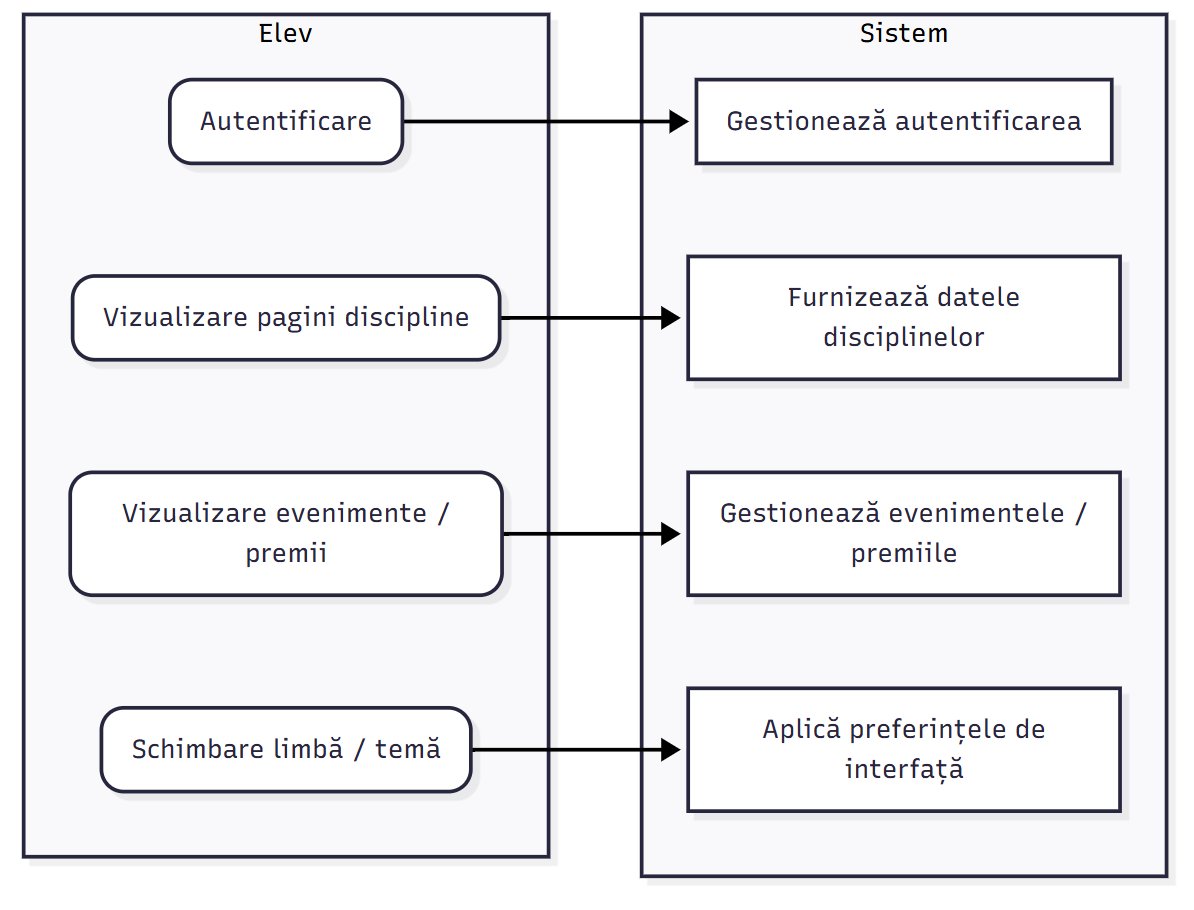 Elev
Sistem
Autentificare
Gestionează autentificarea
Vizualizare pagini discipline
Furnizează datele
disciplinelor
Vizualizare evenimente /
premii
Gestionează evenimentele /
premiile
Schimbare limbă / temă
Aplică preferințele de
interfață